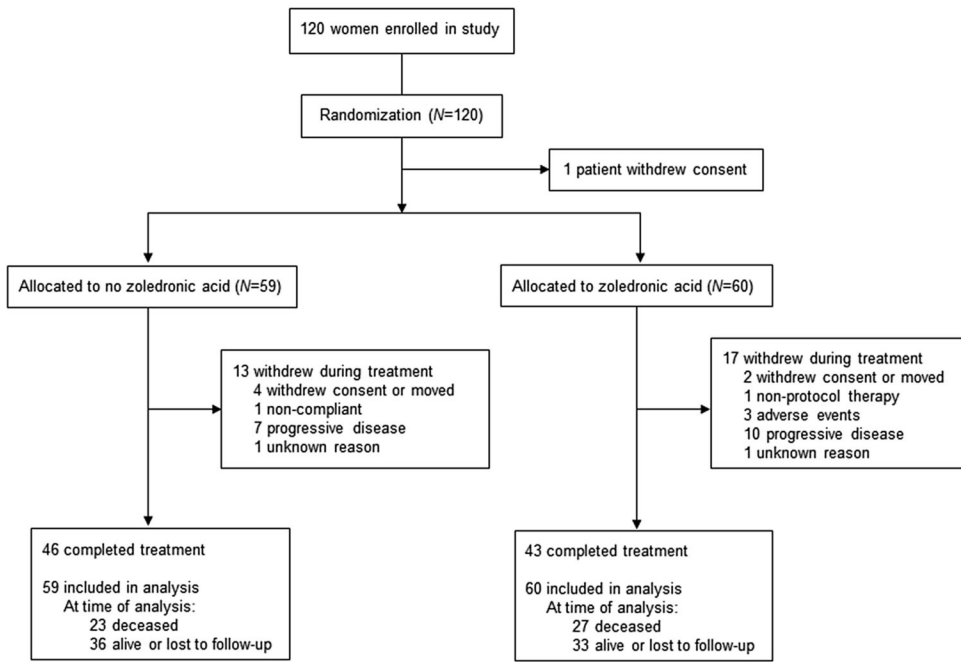 120 women enrolled in study
Randomization (N=120)
1 patient withdrew consent
Allocated to no zoledronic acid (N=59)
Allocated to zoledronic acid (N=60)
13 withdrew during treatment
4 withdrew consent or moved
1 non-compliant
7 progressive disease
1 unknown reason
17 withdrew during treatment
2 withdrew consent or moved
1 non-protocol therapy
3 adverse events
10 progressive disease
1 unknown reason
46 completed treatment
59 included in analysis
At time of analysis:
23 deceased
36 alive or lost to follow-up
43 completed treatment
60 included in analysis
At time of analysis:
27 deceased
33 alive or lost to follow-up